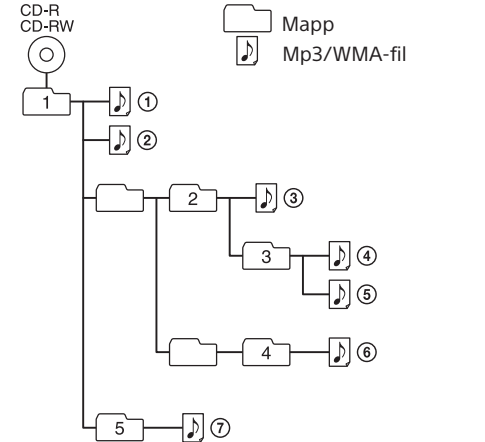 CD-R
CD-RW
Mapp
Mp3/WMA-fil
1 ①
②
2 ③
3 ④
⑤
4 ⑥
5 ⑦